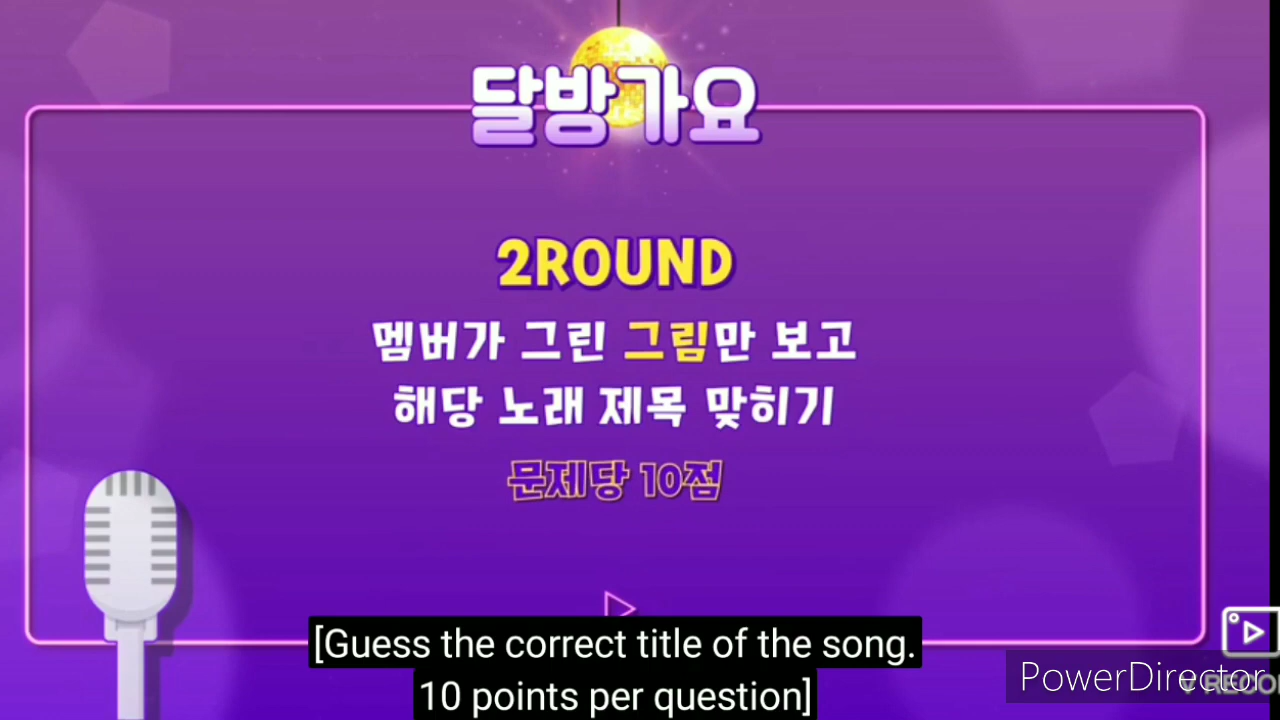 달방가요
2ROUND
멤버가 그린 그림만 보고
해당 노래 제목 맞히기
문제당 10점
[Guess the correct title of the song.
10 points per question]
PowerDirector